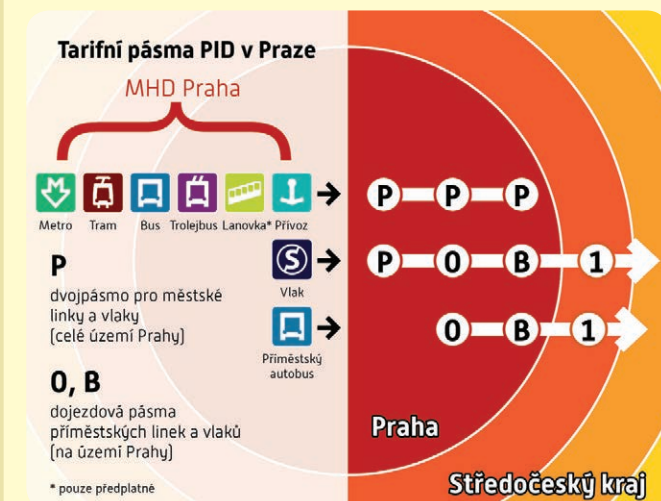 Tarifní pásma PID v Praze
MHD Praha
Metro Tram Bus Trolejbus Lanovka* Přívoz
P P P
S
Vlak
P 0 B 1
Příměstský
autobus
0 B 1
P
dvojpásmo pro městské
linky a vlaky
(celé území Prahy)
0, B
dojezdová pásma
příměstských linek a vlaků
(na území Prahy)
* pouze předplatné
Praha
Středočeský kraj